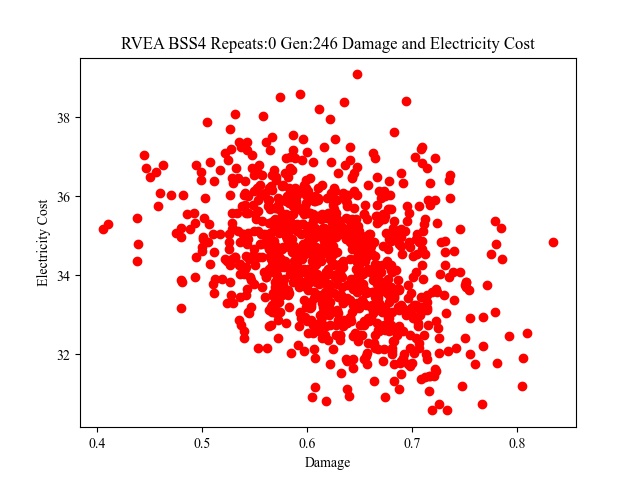 RVEA BSS4 Repeats:0 Gen:246 Damage and Electricity Cost
38
36
34
32
Electricity Cost
0.4 0.5 0.6 0.7 0.8
Damage